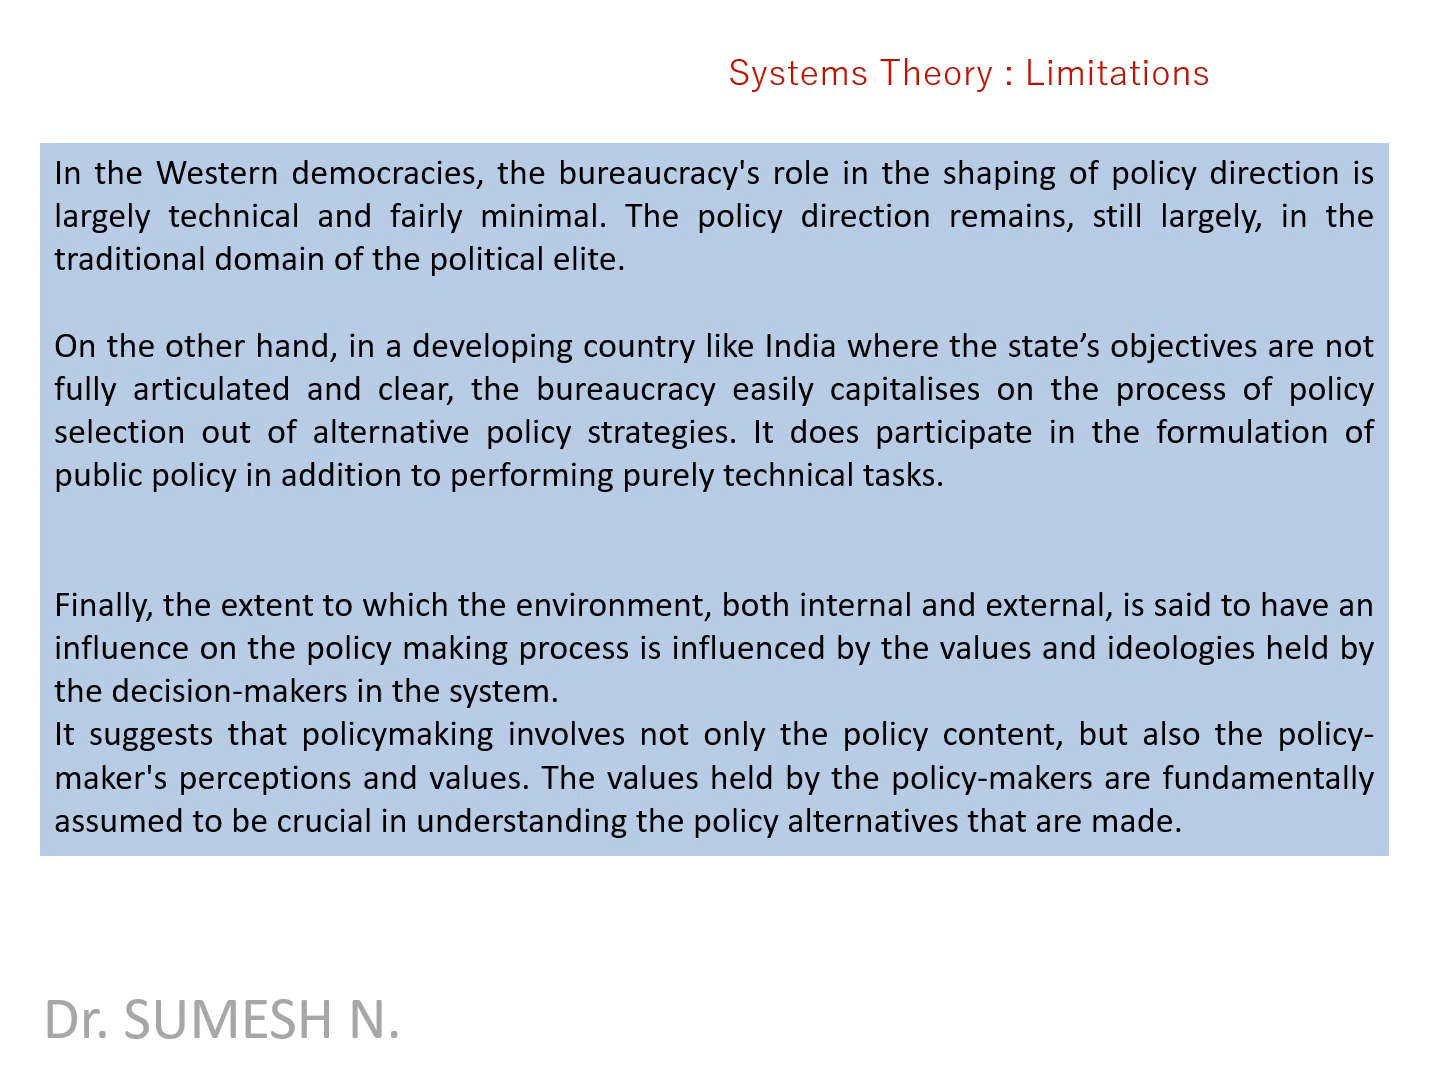 Systems Theory : Limitations
In the Western democracies, the bureaucracy's role in the shaping of policy direction is
largely technical and fairly minimal. The policy direction remains, still largely, in the
traditional domain of the political elite.
On the other hand, in a developing country like India where the state’s objectives are not
fully articulated and clear, the bureaucracy easily capitalises on the process of policy
selection out of alternative policy strategies. It does participate in the formulation of
public policy in addition to performing purely technical tasks.
Finally, the extent to which the environment, both internal and external, is said to have an
influence on the policy making process is influenced by the values and ideologies held by
the decision-makers in the system.
It suggests that policymaking involves not only the policy content, but also the policy-
maker's perceptions and values. The values held by the policy-makers are fundamentally
assumed to be crucial in understanding the policy alternatives that are made.
Dr. SUMESH N.